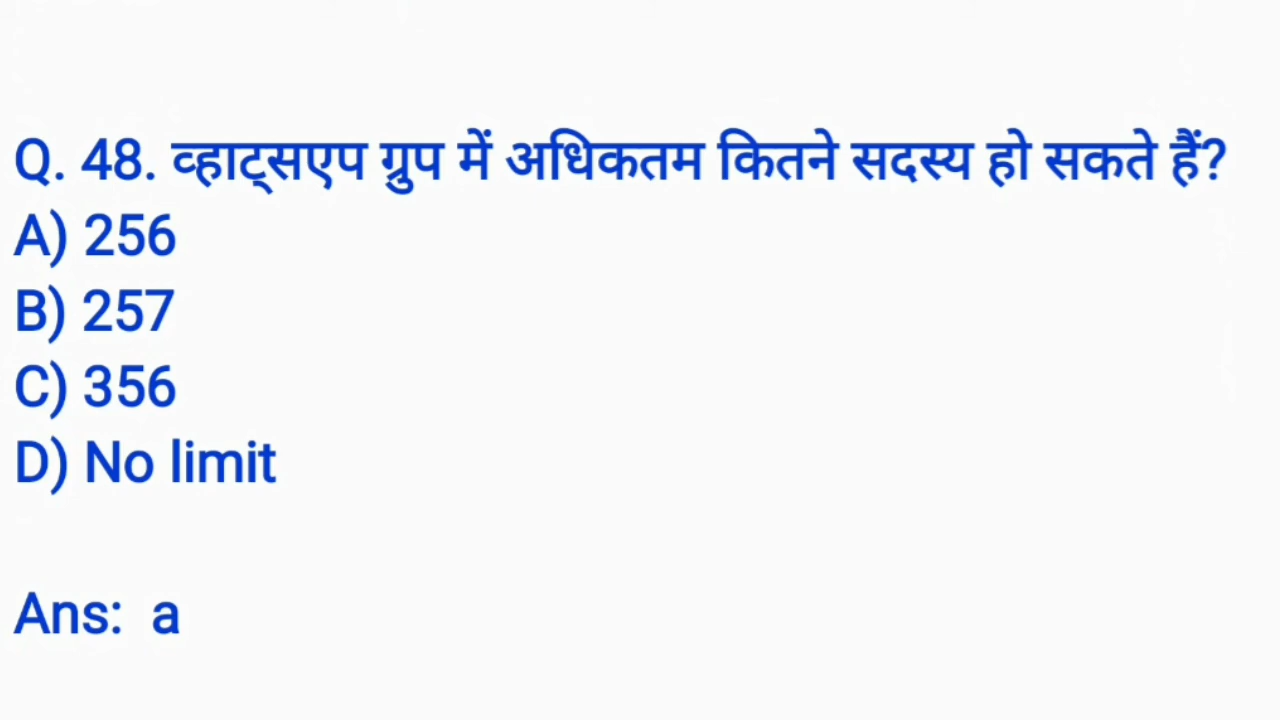 Q. 48. व्हाट्सएप ग्रुप में अधिकतम कितने सदस्य हो सकते हैं?
A) 256
B) 257
C) 356
D) No limit
Ans: a